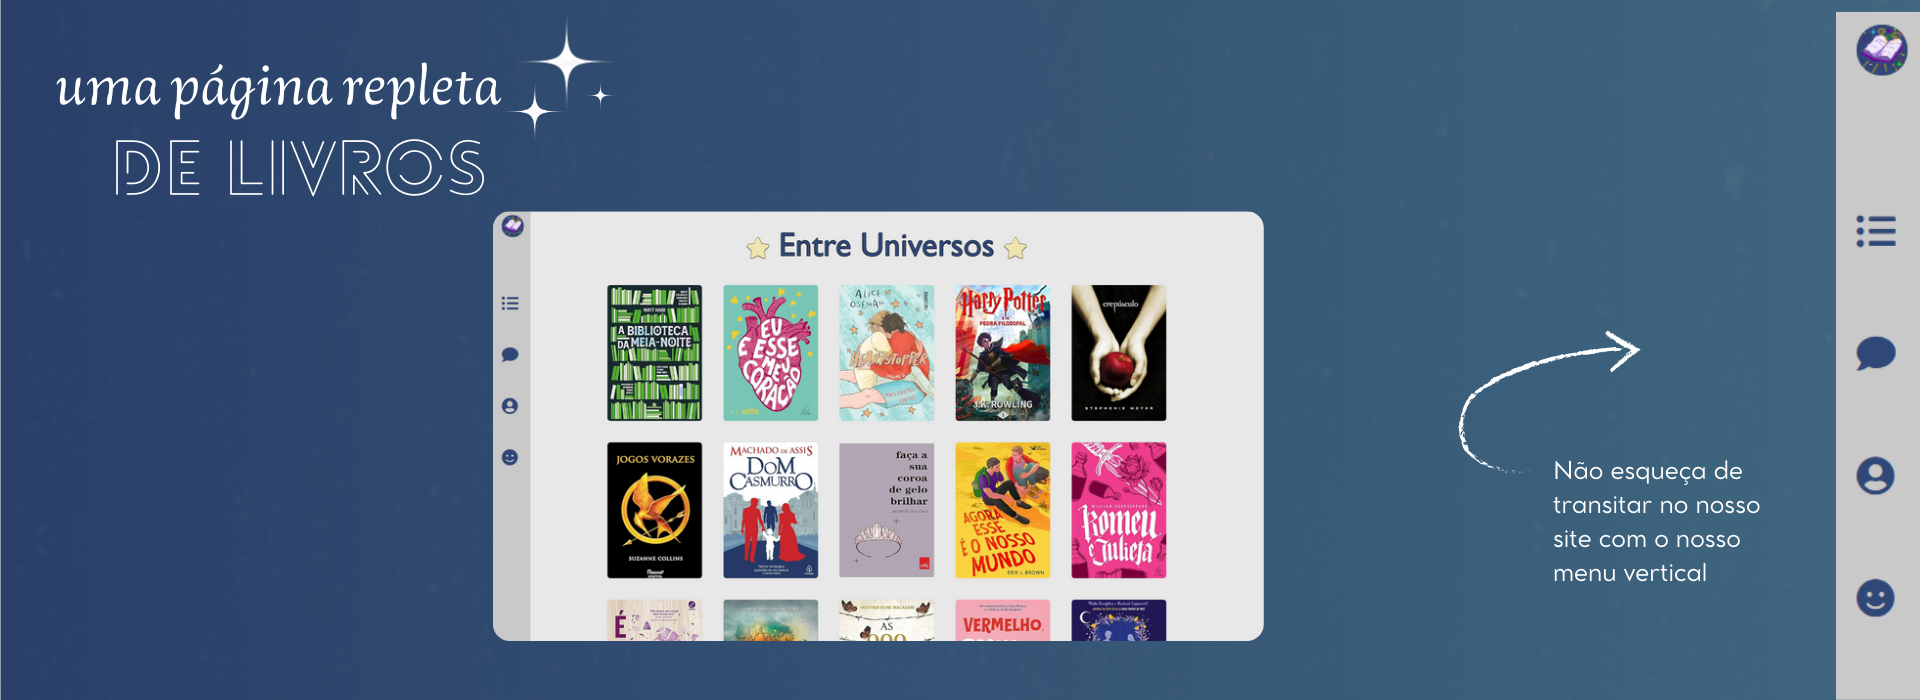 uma página repleta
DE LIVROS
Entre Universos
MATT HAIG
A BIBLIOTECA
DA MEIA-NOITE
EU
E ESSE
MEU
CORAÇÃO
ALICE
OSEMAN
HEARTSTOPPER
Harry Potter
E A
PEDRA FILOSOFAL
J.K. ROWLING
crepúsculo
STEPHENIE MEYER
JOGOS VORAZES
SUZANNE COLLINS
MACHADO DE ASSIS
DOM
CASMURRO
faça a
sua
coroa
de gelo
brilhar
AGORA
ESSE
É O NOSSO
MUNDO
ERIK J. BROWN
WILLIAM SHAKESPEARE
Romeu
e Julieta
É
HEATHER DUNE MACADAM
AS
VERMELHO,
Não esqueça de
transitar no nosso
site com o nosso
menu vertical